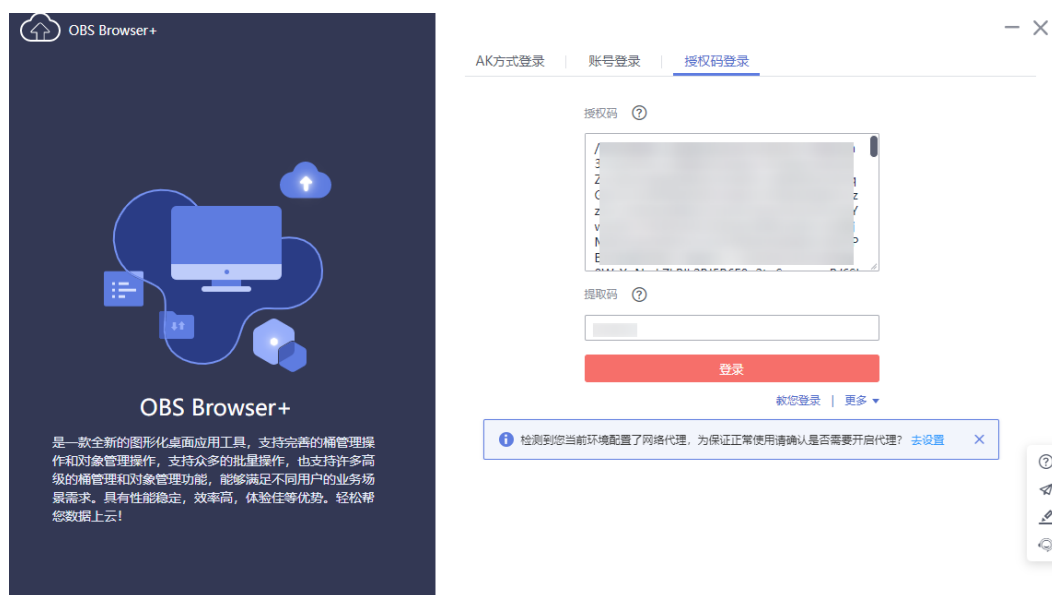 OBS Browser+
AK方式登录
账号登录
授权码登录
授权码
提取码
登录
教您登录 | 更多
检测到您当前环境配置了网络代理，为保证正常使用请确认是否需要开启代理？ 去设置
OBS Browser+
是一款全新的图形化桌面应用工具，支持完善的桶管理操
作和对象管理操作，支持众多的批量操作，也支持许多高
级的桶管理和对象管理功能，能够满足不同用户的业务场
景需求。具有性能稳定，效率高，体验佳等优势。轻松帮
您数据上云！